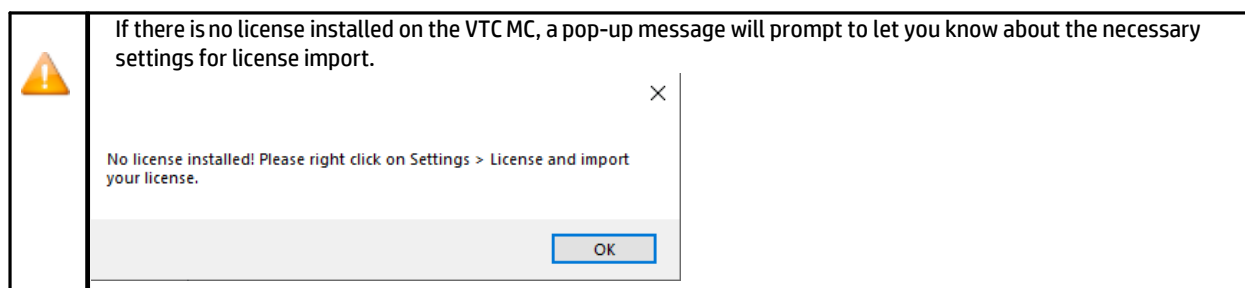 If there is no license installed on the VTC MC, a pop-up message will prompt to let you know about the necessary
settings for license import.
No license installed! Please right click on Settings > License and import
your license.
OK